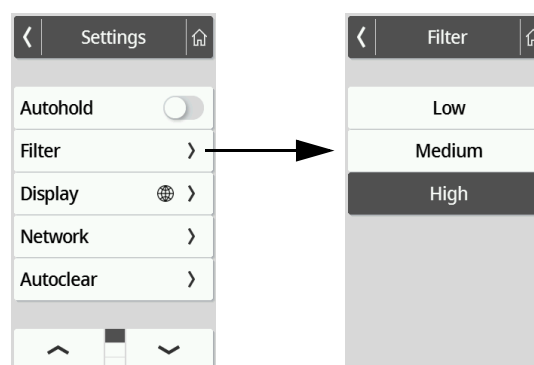 Settings
Autohold
Filter
Display
Network
Autoclear
Filter
Low
Medium
High